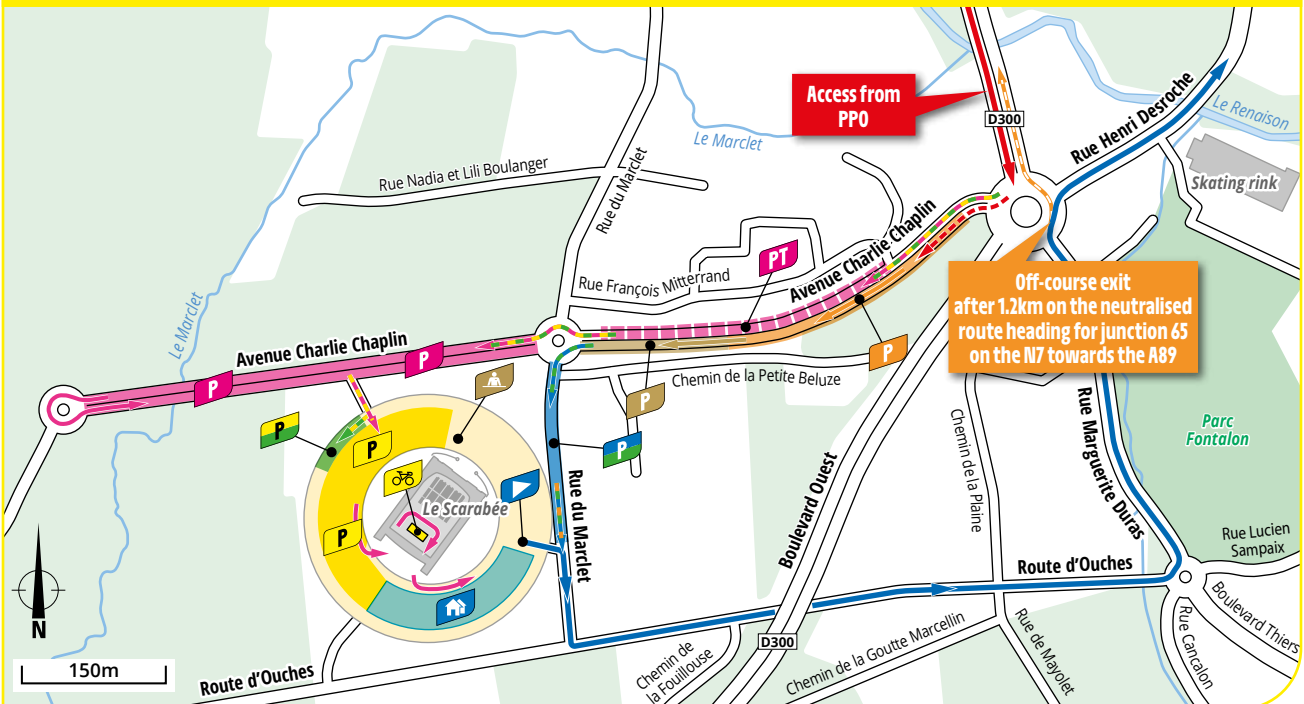 Access from
PPO
D300
Rue Henri Desroche
Le Renaison
Skating rink
Le Marclet
Rue Nadia et Lili Boulanger
Rue du Marclet
Avenue Charlie Chaplin
PT
Rue François Mitterrand
Off-course exit
after 1.2km on the neutralised
route heading for junction 65
on the N7 towards the A89
Le Marclet
Avenue Charlie Chaplin
P
P
P
Chemin de la Petite Beluze
P
P
P
P
P
Le Scarabée
Rue du Marclet
Boulevard Ouest
Chemin de la Plaine
Rue Marguerite Duras
Parc
Fontalon
Rue Lucien
Sampaix
Route d'Ouches
Boulevard Thiers
Rue Cancalon
N
150m
Route d'Ouches
D300
Chemin de
la Fouillouse
Chemin de la Goutte Marcellin
Rue de Mayolet